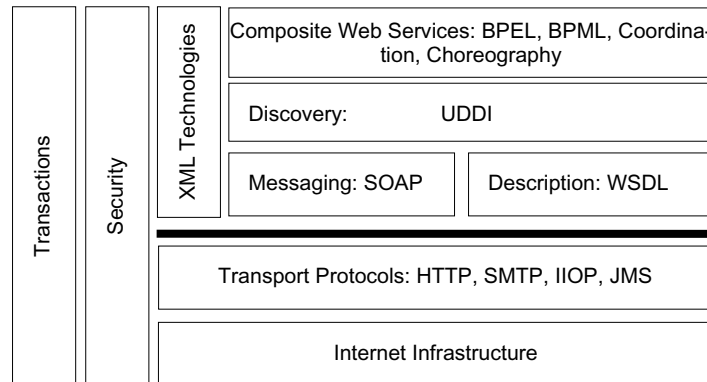 Transactions
Security
XML Technologies
Composite Web Services: BPEL, BPML, Coordina-
tion, Choreography
Discovery: UDDI
Messaging: SOAP
Description: WSDL
Transport Protocols: HTTP, SMTP, IIOP, JMS
Internet Infrastructure